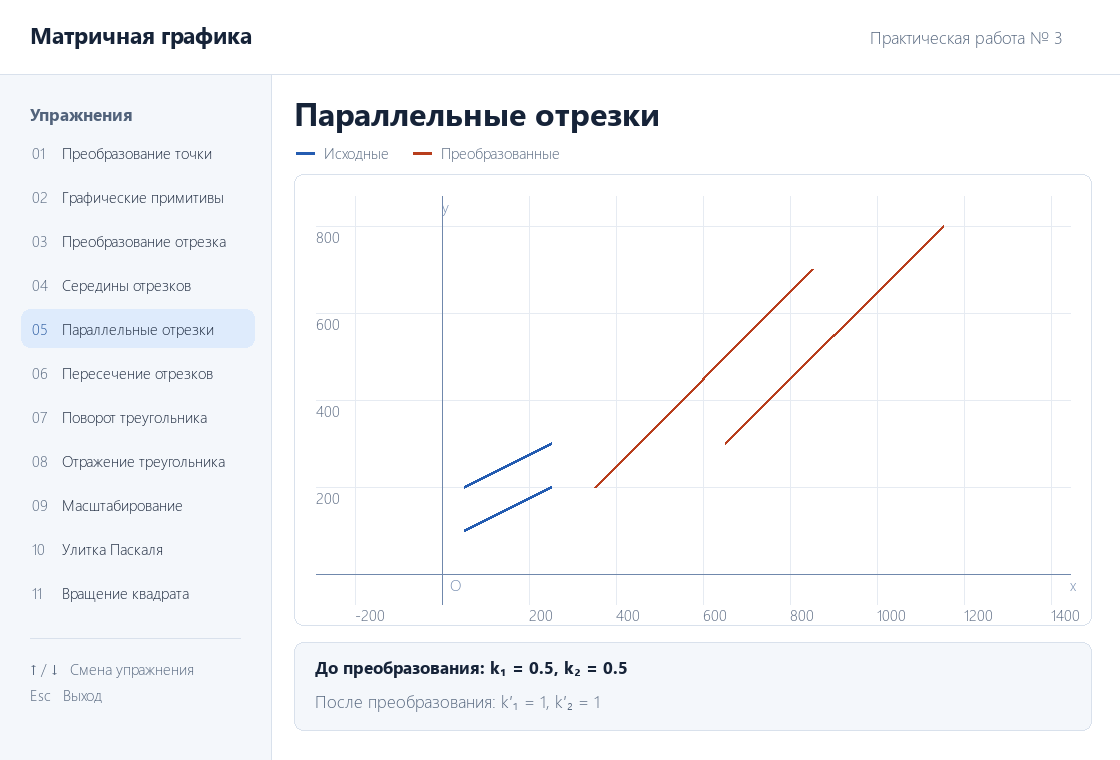 Матричная графика
Практическая работа № 3
Упражнения
01 Преобразование точки
02 Графические примитивы
03 Преобразование отрезка
04 Середины отрезков
05 Параллельные отрезки
06 Пересечение отрезков
07 Поворот треугольника
08 Отражение треугольника
09 Масштабирование
10 Улитка Паскаля
11 Вращение квадрата
↑ / ↓ Смена упражнения
Esc Выход
Параллельные отрезки
Исходные Преобразованные
y
800
600
400
200
O
x
-200 200 400 600 800 1000 1200 1400
До преобразования: k₁ = 0.5, k₂ = 0.5
После преобразования: k′₁ = 1, k′₂ = 1